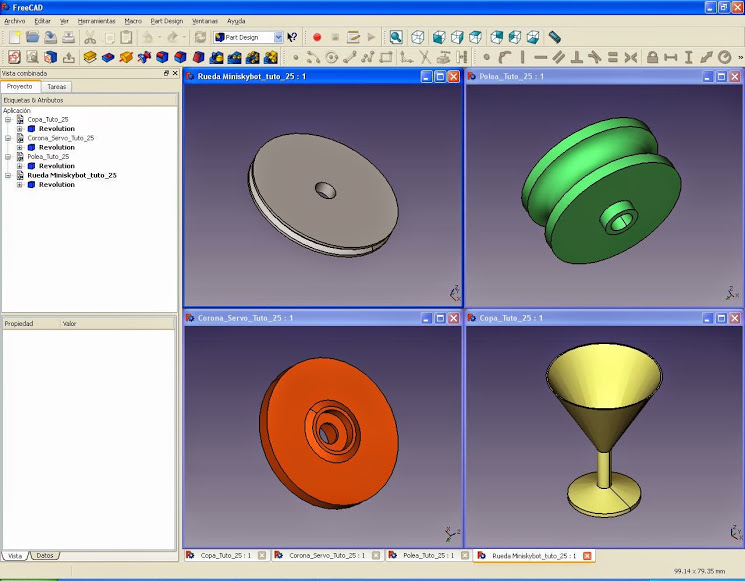 FreeCAD
Archivo Editar Ver Herramientas Macro Part Design Ventanas Ayuda
Part Design
Vista combinada
Proyecto Tareas
Etiquetas & Atributos
Aplicación
Copa_Tuto_25
Revolution
Corona_Servo_Tuto_25
Revolution
Polea_Tuto_25
Revolution
Rueda Miniskybot_tuto_25
Revolution
Propiedad Valor
Vista Datos
Rueda Miniskybot_tuto_25 : 1
Polea_Tuto_25 : 1
Corona_Servo_Tuto_25 : 1
Copa_Tuto_25 : 1
Copa_Tuto_25 : 1 Corona_Servo_Tuto_25 : 1 Polea_Tuto_25 : 1 Rueda Miniskybot_tuto_25 : 1
99.14 x 79.35 mm